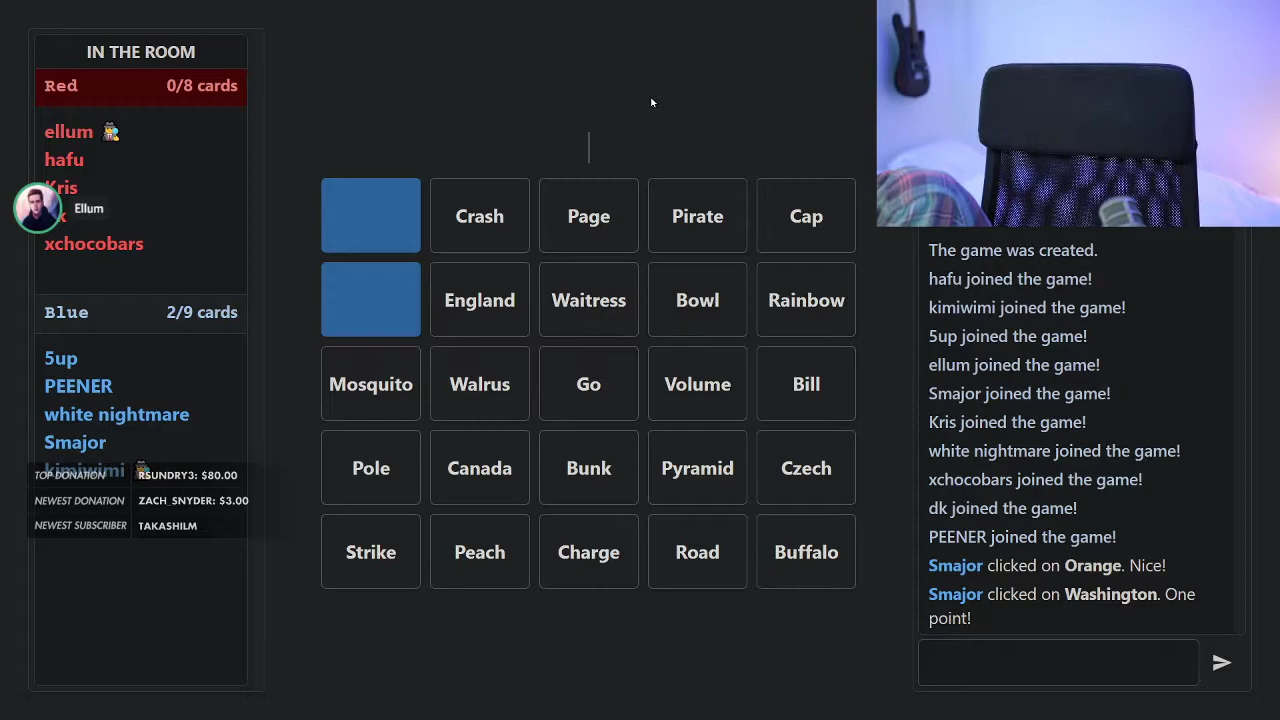 IN THE ROOM
Red 0/8 cards
ellum
hafu
Kris
Ellum
xchocobars
Blue 2/9 cards
5up
PEENER
white nightmare
Smajor
kimiwimi
TOP DONATION RSUNDRY3: $80.00
NEWEST DONATION ZACH_SNYDER: $3.00
NEWEST SUBSCRIBER TAKASHILM
Crash Page Pirate Cap
England Waitress Bowl Rainbow
Mosquito Walrus Go Volume Bill
Pole Canada Bunk Pyramid Czech
Strike Peach Charge Road Buffalo
The game was created.
hafu joined the game!
kimiwimi joined the game!
5up joined the game!
ellum joined the game!
Smajor joined the game!
Kris joined the game!
white nightmare joined the game!
xchocobars joined the game!
dk joined the game!
PEENER joined the game!
Smajor clicked on Orange. Nice!
Smajor clicked on Washington. One
point!